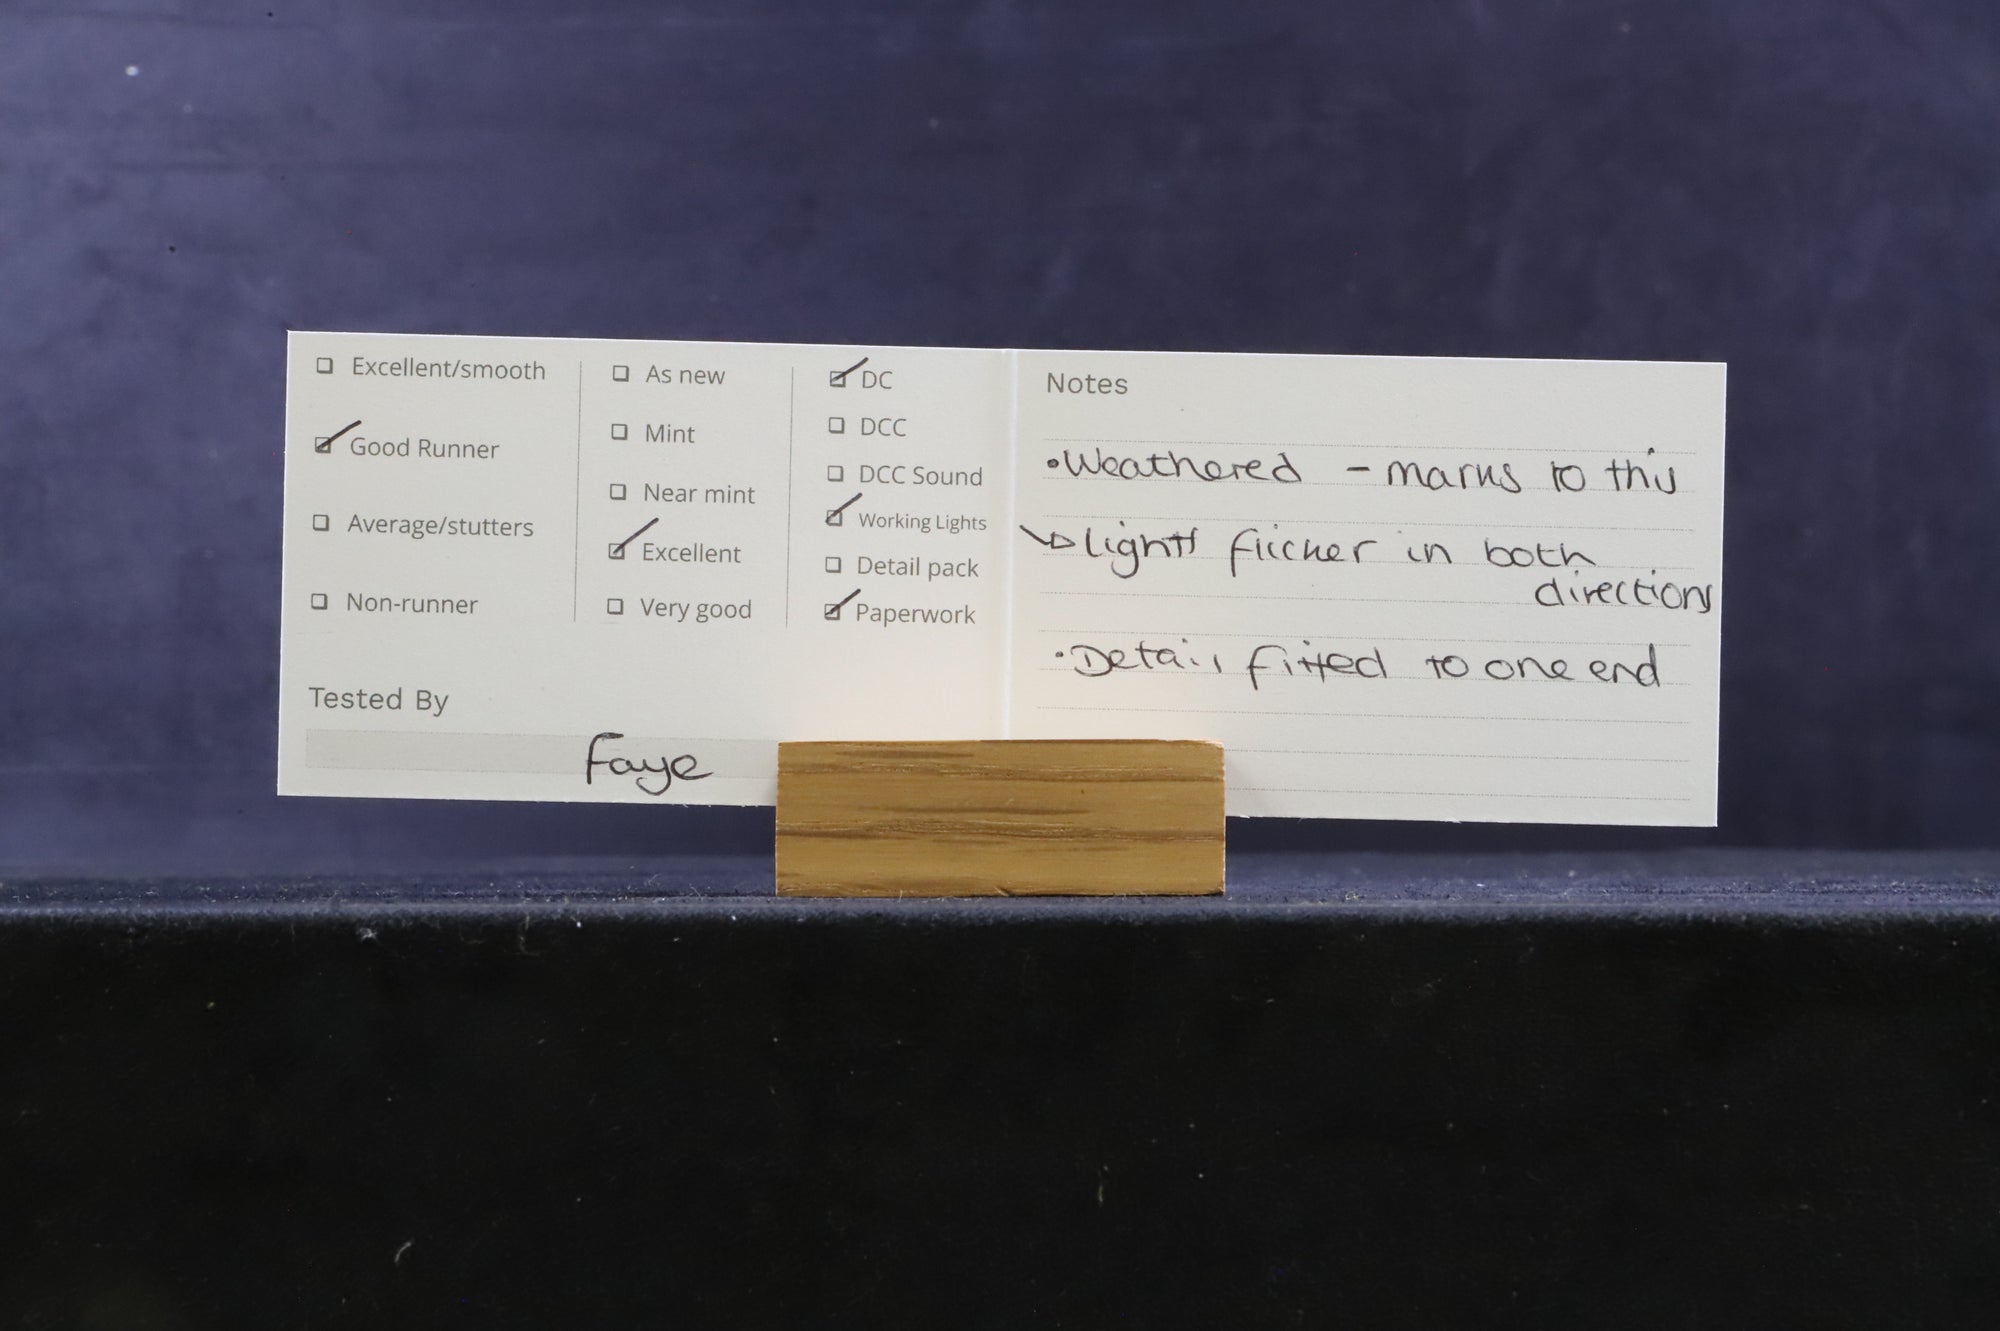 Excellent/smooth
Good Runner
Average/stutters
Non-runner
As new
Mint
Near mint
Excellent
Very good
DC
DCC
DCC Sound
Working Lights
Detail pack
Paperwork
Tested By
Faye
Notes
•Weathered - marks to this
lights flicker in both
directions
•Detail fitted to one end